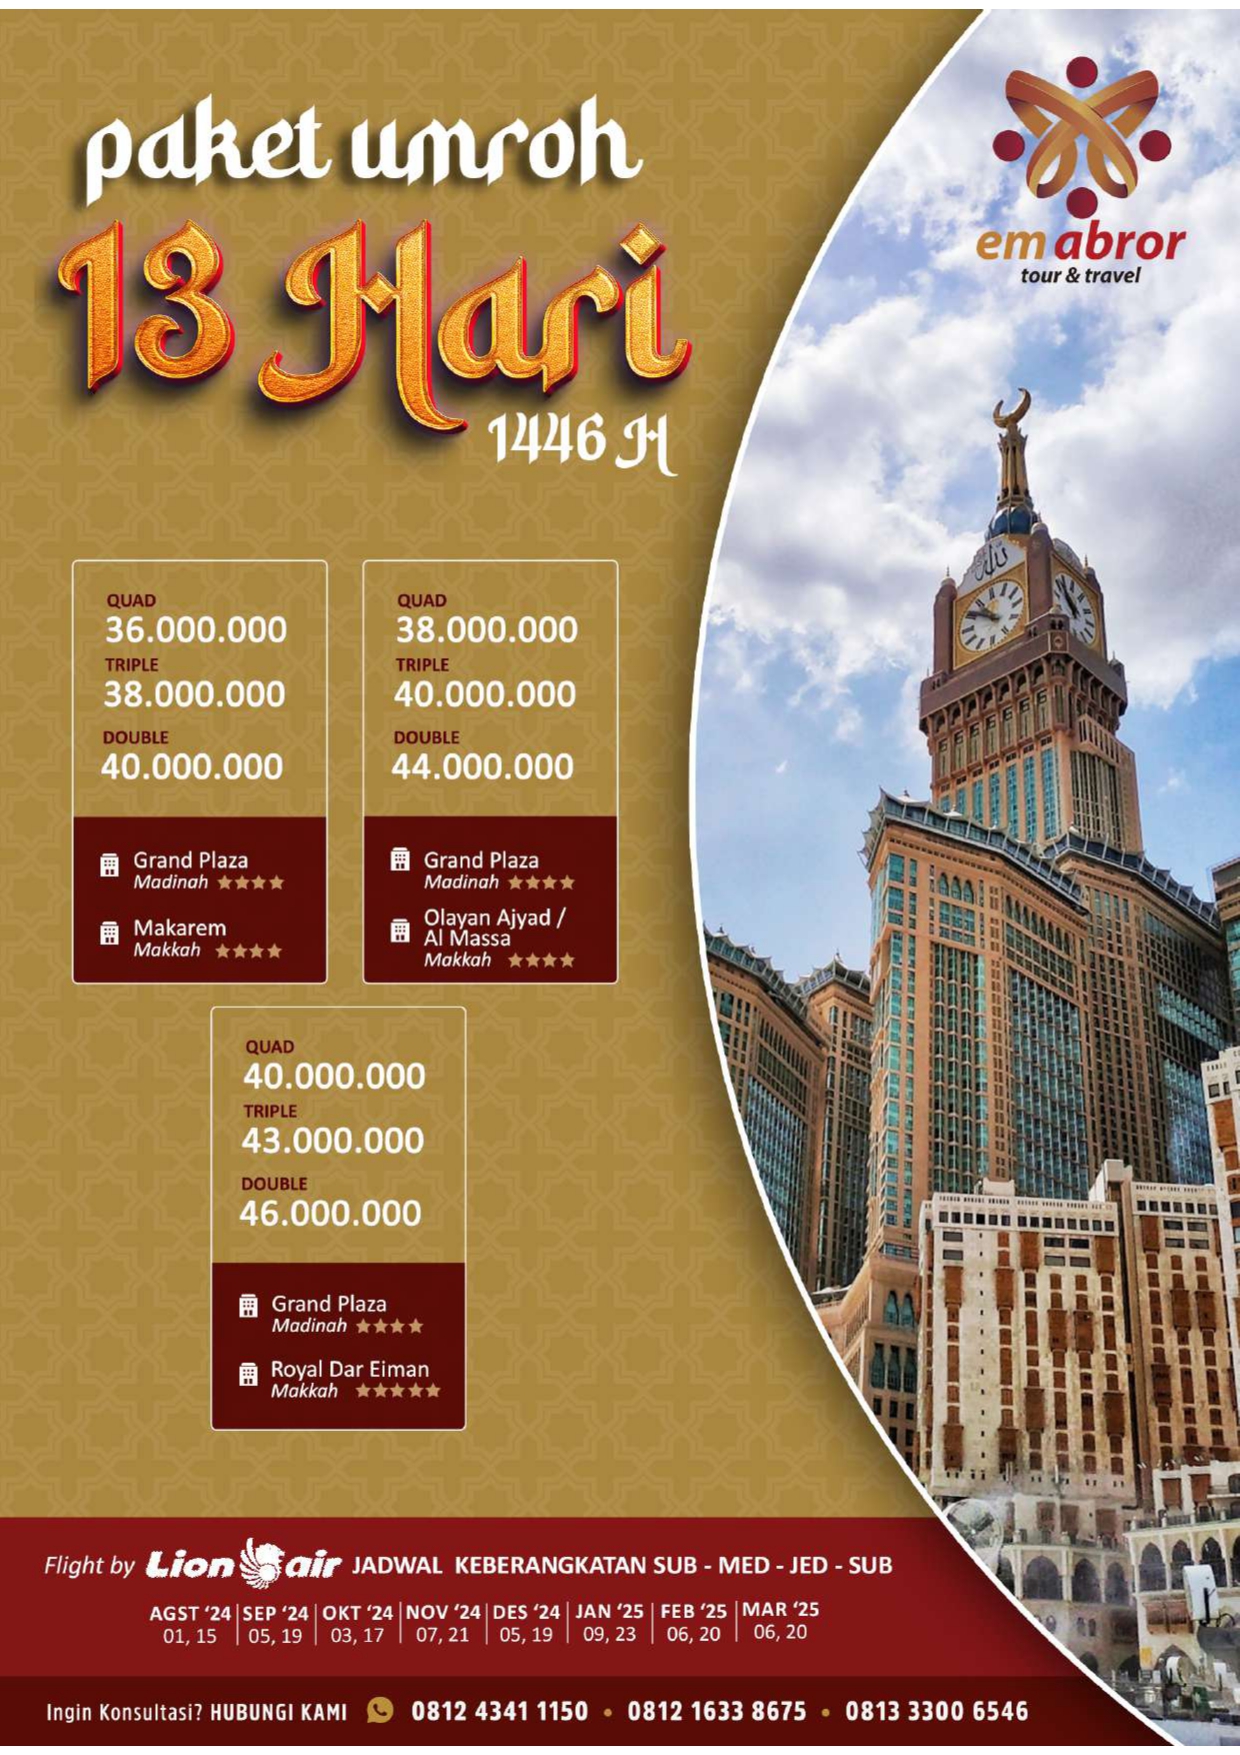 paket umroh
13 Hari
1446 H
em abror
tour & travel
QUAD
36.000.000
TRIPLE
38.000.000
DOUBLE
40.000.000
Grand Plaza
Madinah ★★★★
Makarem
Makkah ★★★★
QUAD
38.000.000
TRIPLE
40.000.000
DOUBLE
44.000.000
Grand Plaza
Madinah ★★★★
Olayan Ajyad /
Al Massa
Makkah ★★★★
QUAD
40.000.000
TRIPLE
43.000.000
DOUBLE
46.000.000
Grand Plaza
Madinah ★★★★
Royal Dar Eiman
Makkah ★★★★★
الله
Flight by Lion air JADWAL KEBERANGKATAN SUB - MED - JED - SUB
AGST ‘24 | SEP ‘24 | OKT ‘24 | NOV ‘24 | DES ‘24 | JAN ‘25 | FEB ‘25 | MAR ‘25
01, 15 | 05, 19 | 03, 17 | 07, 21 | 05, 19 | 09, 23 | 06, 20 | 06, 20
Ingin Konsultasi? HUBUNGI KAMI 0812 4341 1150 • 0812 1633 8675 • 0813 3300 6546